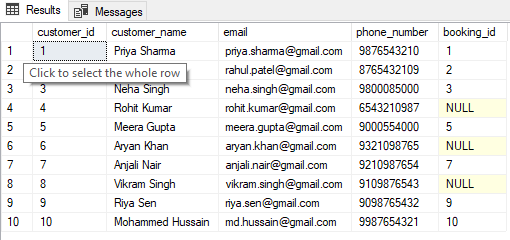 Results Messages
customer_id customer_name email phone_number booking_id
1 1 Priya Sharma priya.sharma@gmail.com 9876543210 1
2 rahul.patel@gmail.com 8765432109 2
Click to select the whole row
3 3 Neha Singh neha.singh@gmail.com 9800085000 3
4 4 Rohit Kumar rohit.kumar@gmail.com 6543210987 NULL
5 5 Meera Gupta meera.gupta@gmail.com 9000554000 5
6 6 Aryan Khan aryan.khan@gmail.com 9321098765 NULL
7 7 Anjali Nair anjali.nair@gmail.com 9210987654 7
8 8 Vikram Singh vikram.singh@gmail.com 9109876543 NULL
9 9 Riya Sen riya.sen@gmail.com 9098765432 9
10 10 Mohammed Hussain md.hussain@gmail.com 9987654321 10